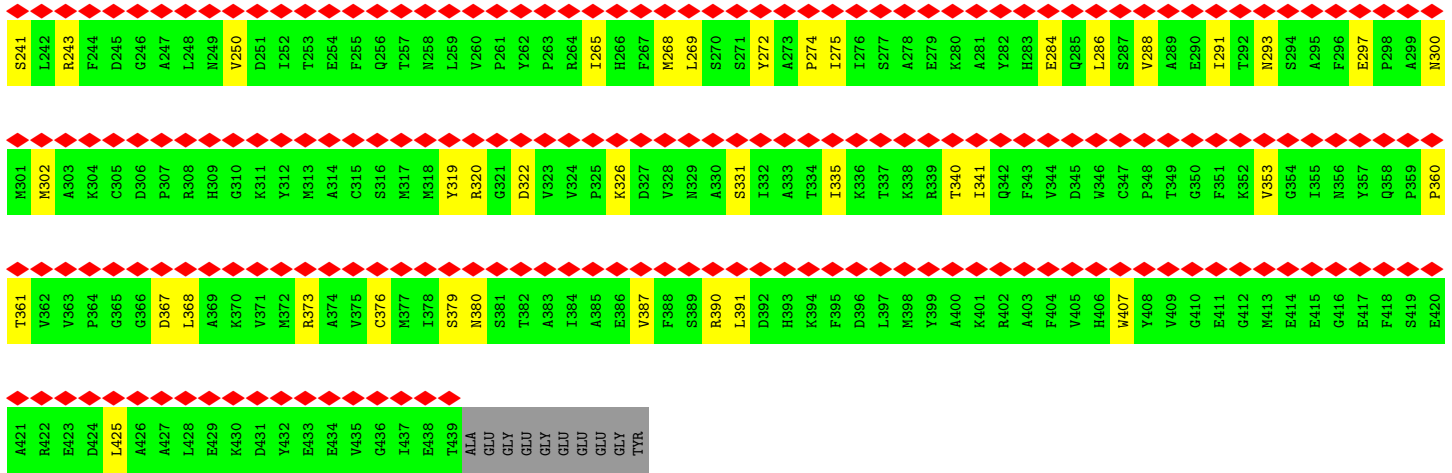 S241 L242 R243 F244 D245 G246 A247 L248 N249 V250 D251 I252 T253 E254 F255 Q256 T257 N258 L259 V260 P261 Y262 P263 R264 I265 H266 F267 M268 L269 S270 S271 Y272 A273 P274 I275 I276 S277 A278 E279 K280 A281 Y282 H283 E284 Q285 L286 S287 V288 A289 E290 I291 T292 N293 S294 A295 F296 E297 P298 A299 N300
M301 M302 A303 K304 C305 D306 P307 R308 H309 G310 K311 Y312 M313 A314 C315 S316 M317 M318 Y319 R320 G321 D322 V323 V324 P325 K326 D327 V328 N329 A330 S331 I332 A333 T334 I335 K336 T337 K338 R339 T340 I341 Q342 F343 V344 D345 W346 C347 P348 T349 G350 F351 K352 V353 G354 I355 N356 Y357 Q358 P359 P360
T361 V362 V363 P364 G365 G366 D367 L368 A369 K370 V371 M372 R373 A374 V375 C376 M377 I378 S379 N380 S381 T382 A383 I384 A385 E386 V387 F388 S389 R390 L391 D392 H393 K394 F395 D396 L397 M398 Y399 A400 K401 R402 A403 F404 V405 H406 W407 Y408 V409 G410 E411 G412 M413 E414 E415 G416 E417 F418 S419 E420
A421 R422 E423 D424 L425 A426 A427 L428 E429 K430 D431 Y432 E433 E434 V435 G436 I437 E438 T439 ALA GLU GLY GLU GLY GLU GLU GLY TYR